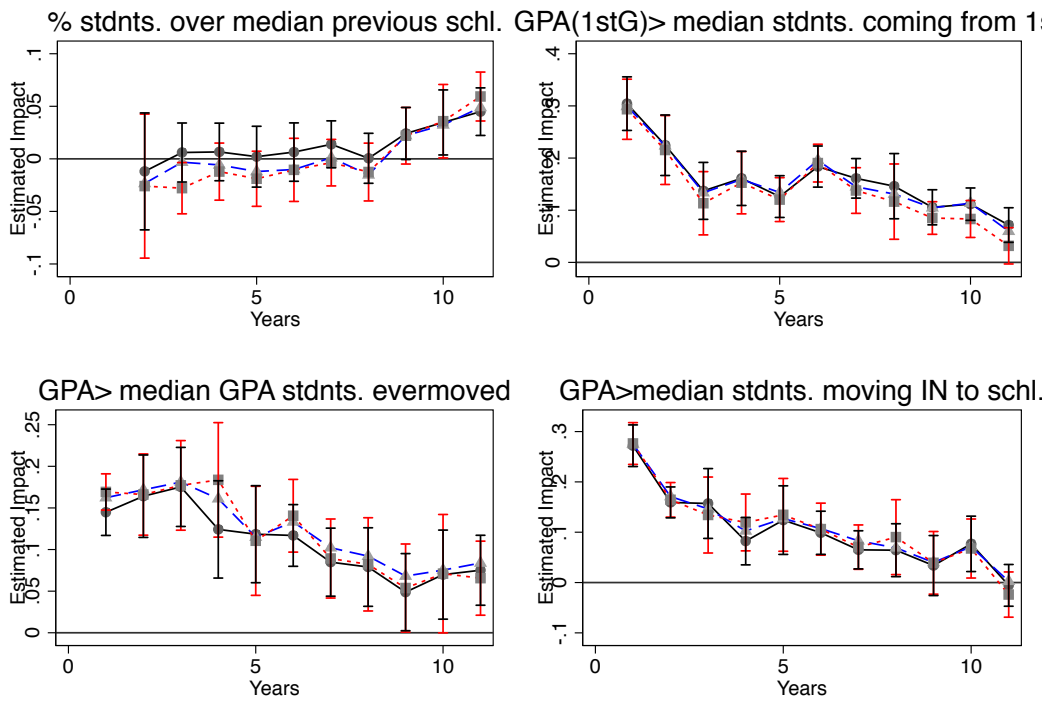 % stdnts. over median previous schl.
Estimated Impact
.1
.05
0
-.05
-.1
0 5 10
Years
GPA(1stG)> median stdnts. coming from 1s
Estimated Impact
.4
.3
.2
.1
0
0 5 10
Years
GPA> median GPA stdnts. evermoved
Estimated Impact
.25
.2
.15
.1
.05
0
0 5 10
Years
GPA>median stdnts. moving IN to schl.
Estimated Impact
.3
.2
.1
0
-.1
0 5 10
Years